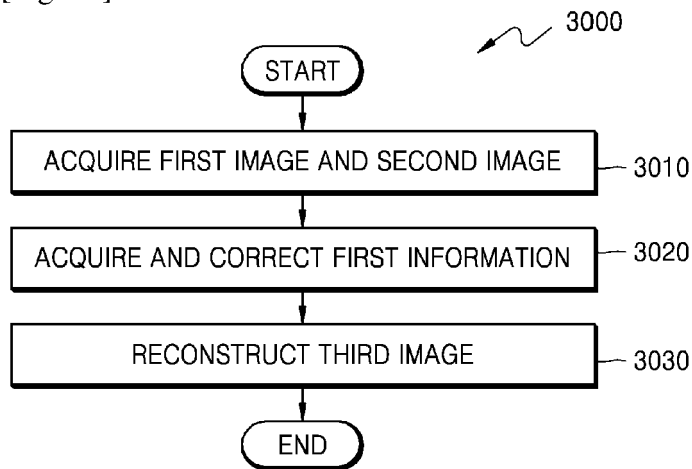 3000
START
ACQUIRE FIRST IMAGE AND SECOND IMAGE
3010
ACQUIRE AND CORRECT FIRST INFORMATION
3020
RECONSTRUCT THIRD IMAGE
3030
END